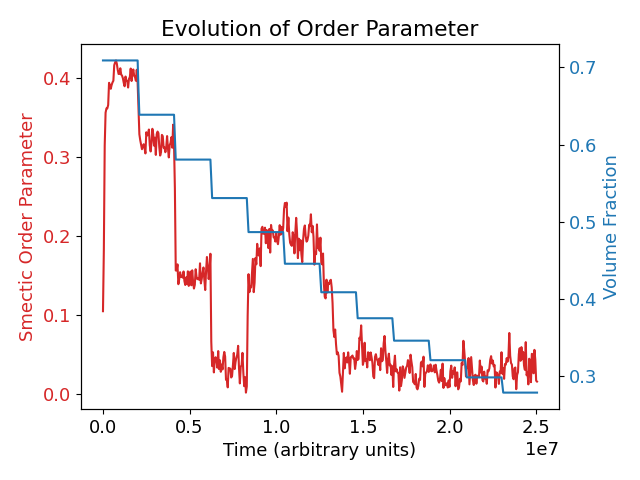 Evolution of Order Parameter
Smectic Order Parameter
0.4
0.3
0.2
0.1
0.0
0.7
0.6
0.5
0.4
0.3
Volume Fraction
0.0 0.5 1.0 1.5 2.0 2.5
1e7
Time (arbitrary units)